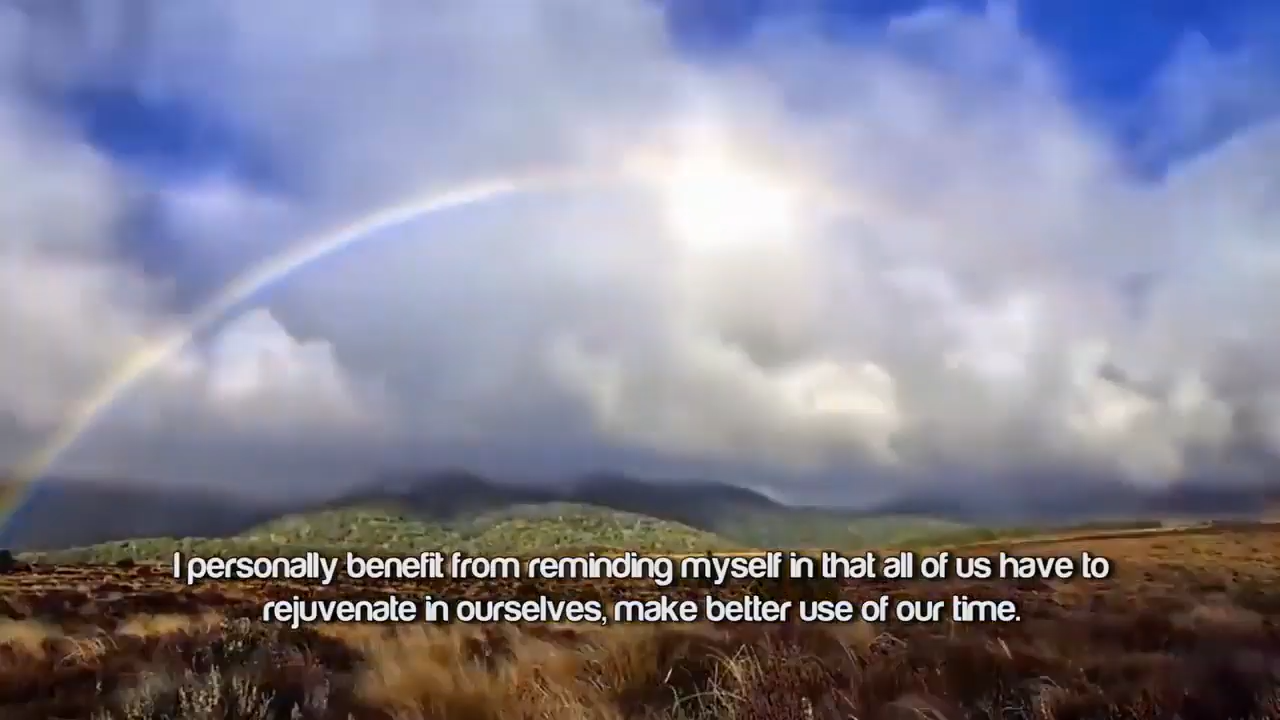 I personally benefit from reminding myself in that all of us have to
rejuvenate in ourselves, make better use of our time.